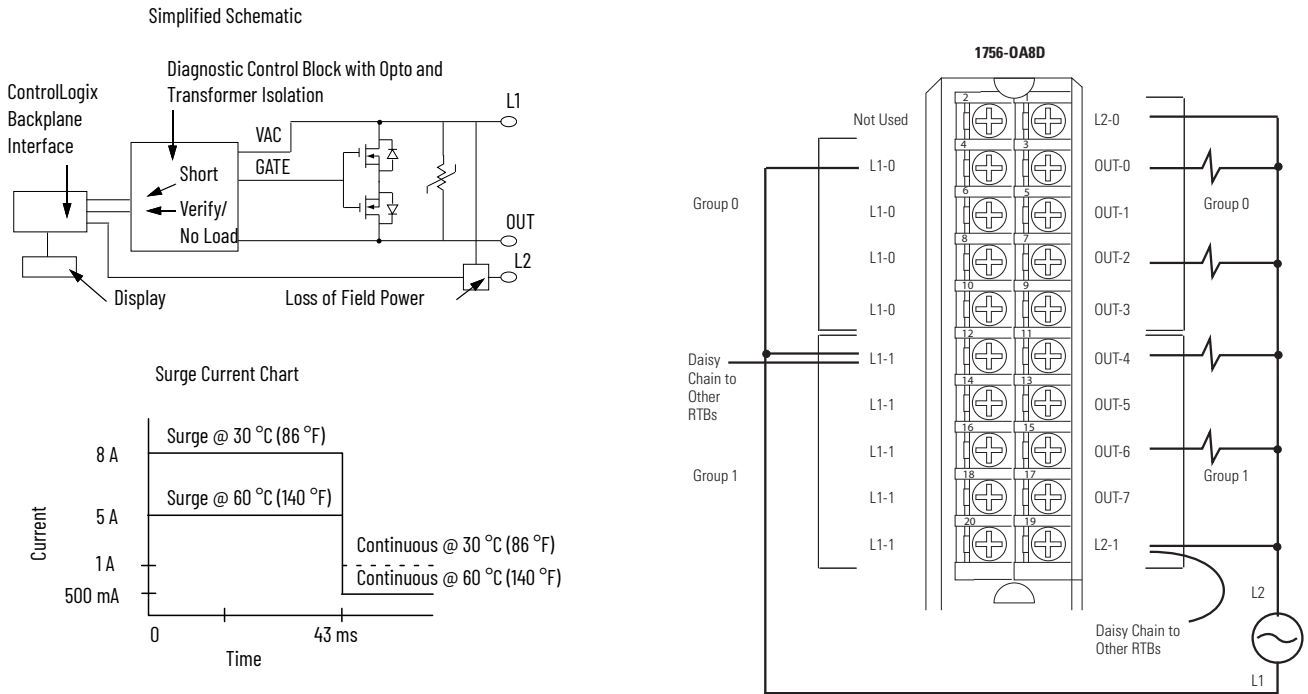 Simplified Schematic
Diagnostic Control Block with Opto and
Transformer Isolation
ControlLogix
Backplane
Interface
VAC
GATE
Short
Verify/
No Load
Display
Loss of Field Power
L1
OUT
L2
Surge Current Chart
Surge @ 30 °C (86 °F)
Surge @ 60 °C (140 °F)
Continuous @ 30 °C (86 °F)
Continuous @ 60 °C (140 °F)
Current
8 A
5 A
1 A
500 mA
0
43 ms
Time
1756-OA8D
Not Used
2
1
L2-0
L1-0
4
3
OUT-0
Group 0
L1-0
6
5
OUT-1
Group 0
L1-0
8
7
OUT-2
L1-0
10
9
OUT-3
Daisy
Chain to
Other
RTBs
L1-1
12
11
OUT-4
L1-1
14
13
OUT-5
L1-1
16
15
OUT-6
Group 1
L1-1
18
17
OUT-7
Group 1
L1-1
20
19
L2-1
Daisy Chain to
Other RTBs
L2
L1